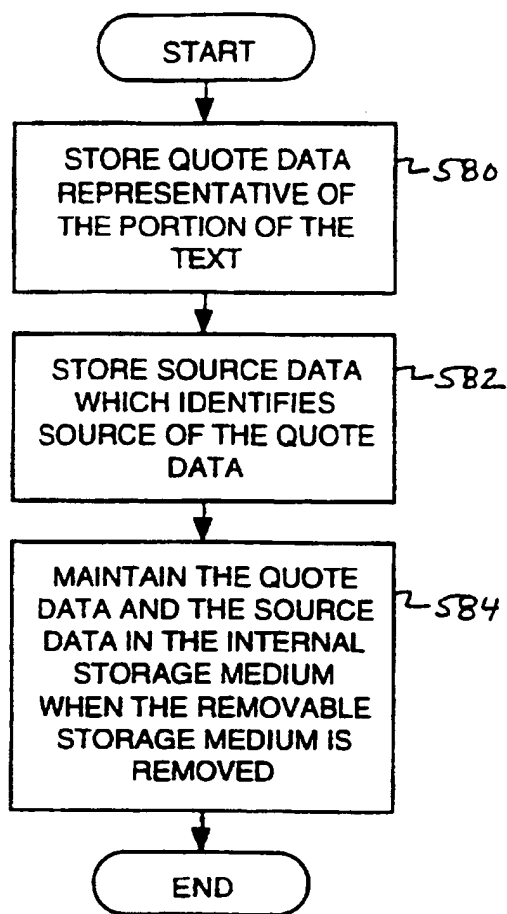 START
STORE QUOTE DATA
REPRESENTATIVE OF
THE PORTION OF THE
TEXT
580
STORE SOURCE DATA
WHICH IDENTIFIES
SOURCE OF THE QUOTE
DATA
582
MAINTAIN THE QUOTE
DATA AND THE SOURCE
DATA IN THE INTERNAL
STORAGE MEDIUM
WHEN THE REMOVABLE
STORAGE MEDIUM IS
REMOVED
584
END